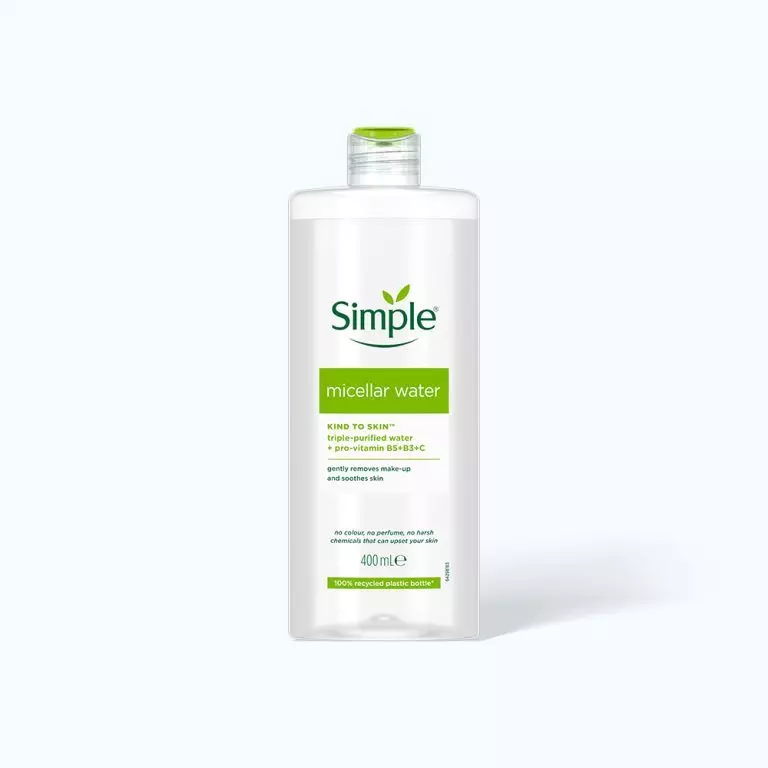 Simple®
micellar water
KIND TO SKIN™
triple-purified water
+ pro-vitamin B5+B3+C
gently removes make-up
and soothes skin
no colour, no perfume, no harsh
chemicals that can upset your skin
400 mL℮
100% recycled plastic bottle*